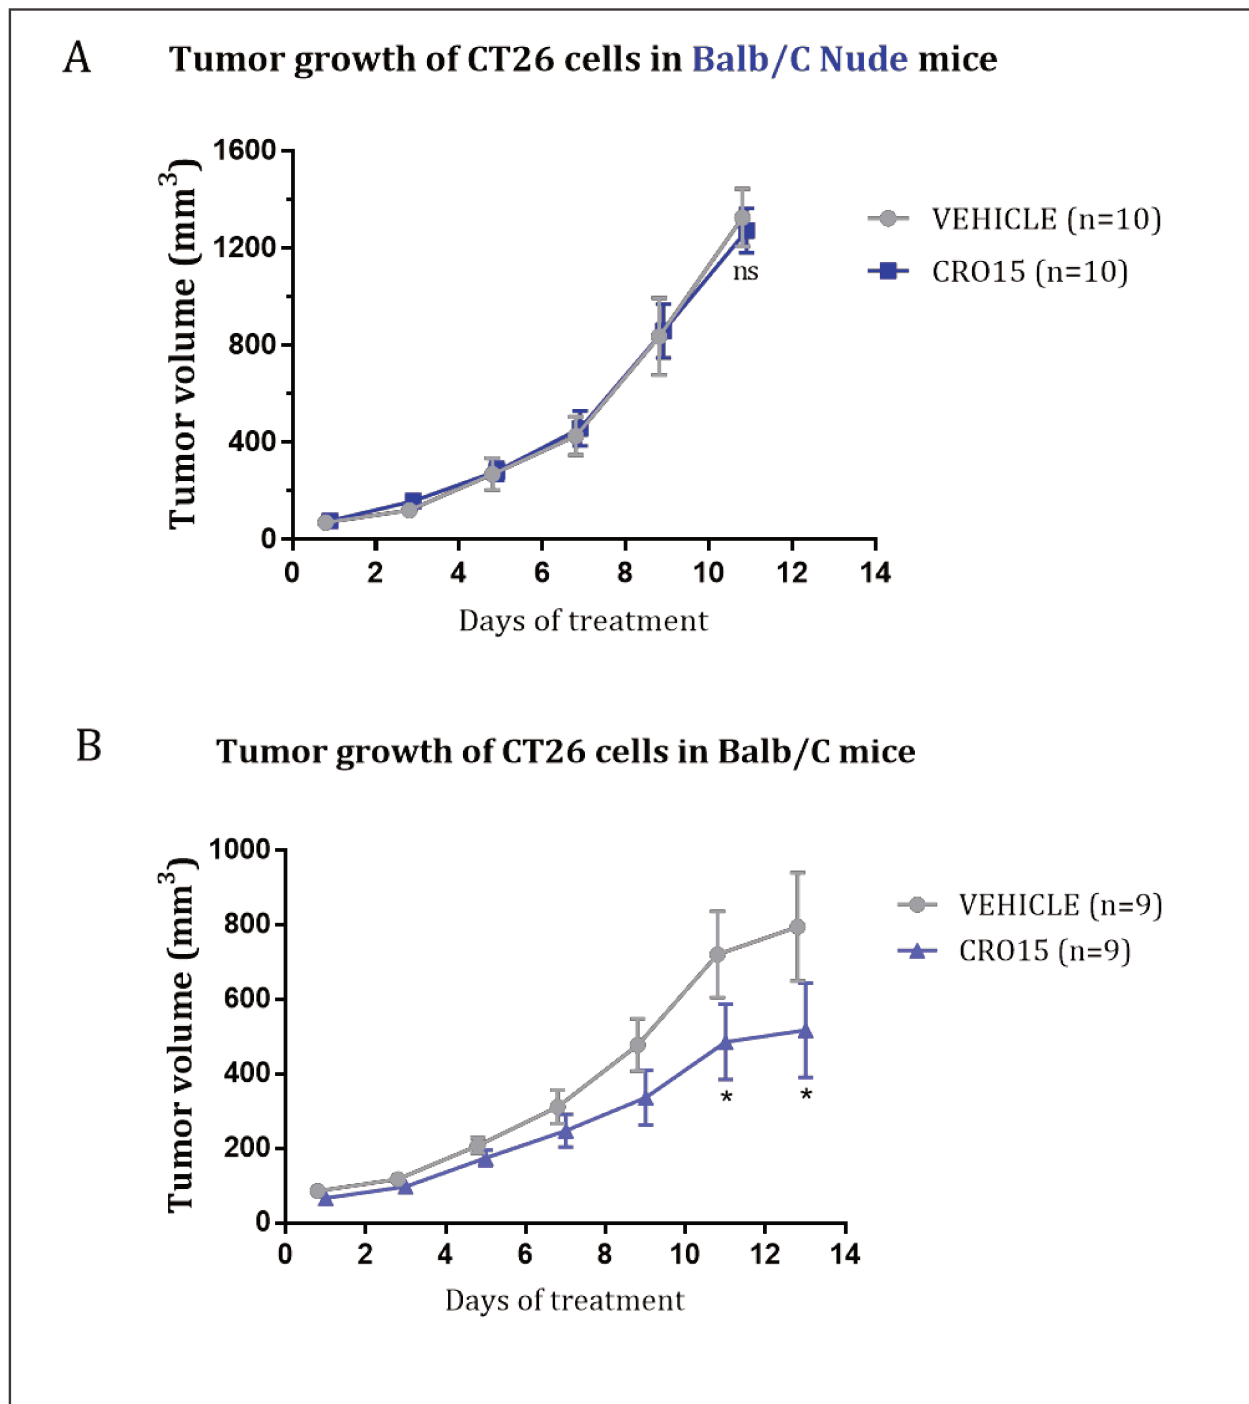 A
Tumor growth of CT26 cells in Balb/C Nude mice
1600
1200
800
400
0
Tumor volume (mm³)
0 2 4 6 8 10 12 14
Days of treatment
ns
VEHICLE (n=10)
CRO15 (n=10)
B
Tumor growth of CT26 cells in Balb/C mice
1000
800
600
400
200
0
Tumor volume (mm³)
0 2 4 6 8 10 12 14
Days of treatment
* *
VEHICLE (n=9)
CRO15 (n=9)